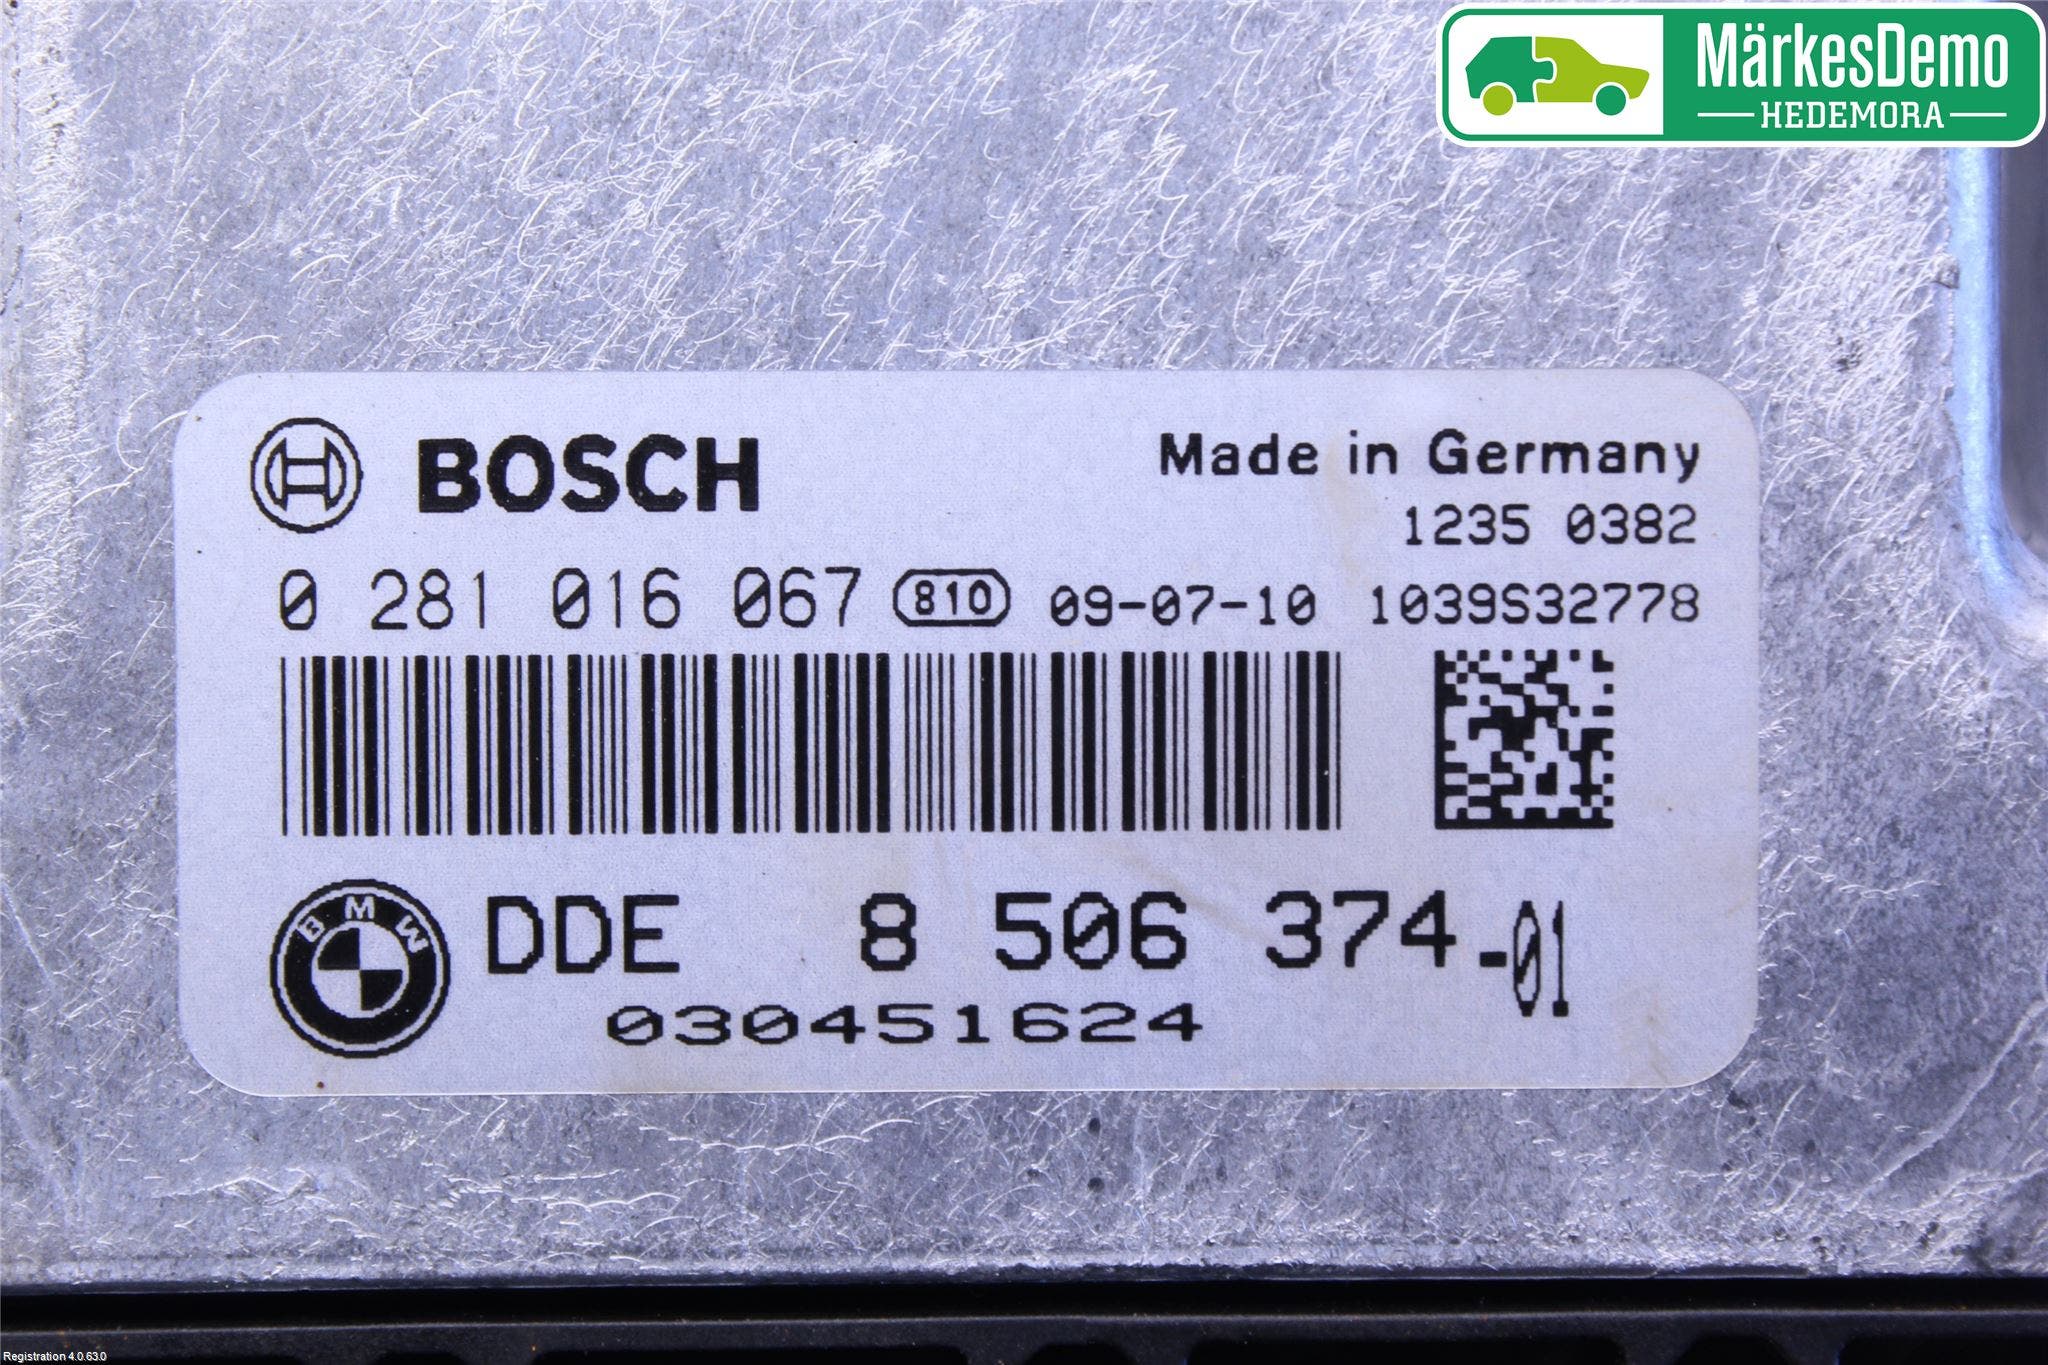 MärkesDemo
HEDEMORA
BOSCH
Made in Germany
1235 0382
0 281 016 067 810 09-07-10 1039S32778
BMW
DDE 8 506 374-01
030451624
Registration 4.0.63.0